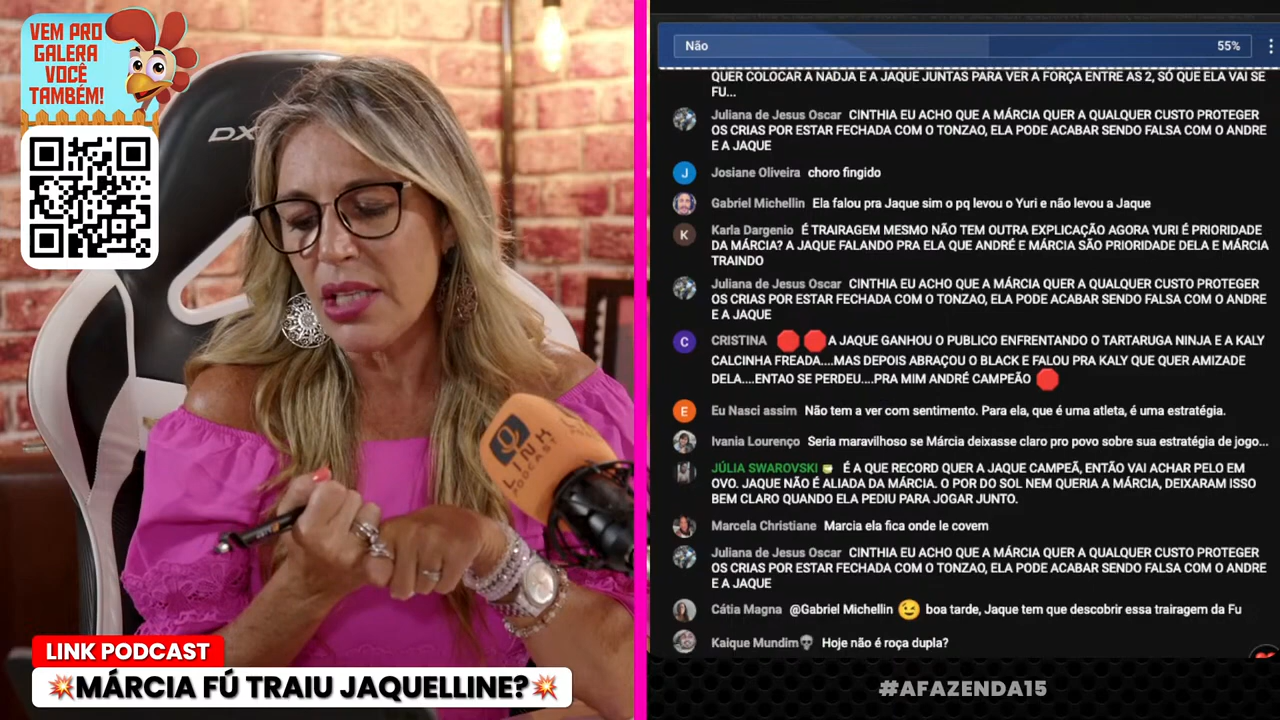 VEM PRO
GALERA
VOCÊ
TAMBÉM!
DX
LINK
PODCAST
LINK PODCAST
💥MÁRCIA FÚ TRAIU JAQUELLINE?💥
Não 55%
QUER COLOCAR A NADJA E A JAQUE JUNTAS PARA VER A FORÇA ENTRE AS 2, SÓ QUE ELA VAI SE
FU...
Juliana de Jesus Oscar CINTHIA EU ACHO QUE A MÁRCIA QUER A QUALQUER CUSTO PROTEGER
OS CRIAS POR ESTAR FECHADA COM O TONZAO, ELA PODE ACABAR SENDO FALSA COM O ANDRE
E A JAQUE
J Josiane Oliveira choro fingido
Gabriel Michellin Ela falou pra Jaque sim o pq levou o Yuri e não levou a Jaque
K Karla Dargenio É TRAIRAGEM MESMO NÃO TEM OUTRA EXPLICAÇÃO AGORA YURI É PRIORIDADE
DA MÁRCIA? A JAQUE FALANDO PRA ELA QUE ANDRÉ E MÁRCIA SÃO PRIORIDADE DELA E MÁRCIA
TRAINDO
Juliana de Jesus Oscar CINTHIA EU ACHO QUE A MÁRCIA QUER A QUALQUER CUSTO PROTEGER
OS CRIAS POR ESTAR FECHADA COM O TONZAO, ELA PODE ACABAR SENDO FALSA COM O ANDRE
E A JAQUE
C CRISTINA 🛑🛑A JAQUE GANHOU O PUBLICO ENFRENTANDO O TARTARUGA NINJA E A KALY
CALCINHA FREADA....MAS DEPOIS ABRAÇOU O BLACK E FALOU PRA KALY QUE QUER AMIZADE
DELA....ENTAO SE PERDEU....PRA MIM ANDRÉ CAMPEÃO 🛑
E Eu Nasci assim Não tem a ver com sentimento. Para ela, que é uma atleta, é uma estratégia.
Ivania Lourenço Seria maravilhoso se Márcia deixasse claro pro povo sobre sua estratégia de jogo...
JÚLIA SWAROVSKI É A QUE RECORD QUER A JAQUE CAMPEÃ, ENTÃO VAI ACHAR PELO EM
OVO. JAQUE NÃO É ALIADA DA MÁRCIA. O POR DO SOL NEM QUERIA A MÁRCIA, DEIXARAM ISSO
BEM CLARO QUANDO ELA PEDIU PARA JOGAR JUNTO.
Marcela Christiane Marcia ela fica onde le covem
Juliana de Jesus Oscar CINTHIA EU ACHO QUE A MÁRCIA QUER A QUALQUER CUSTO PROTEGER
OS CRIAS POR ESTAR FECHADA COM O TONZAO, ELA PODE ACABAR SENDO FALSA COM O ANDRE
E A JAQUE
Cátia Magna @Gabriel Michellin 😉 boa tarde, Jaque tem que descobrir essa trairagem da Fu
Kaique Mundim💀 Hoje não é roça dupla?
#AFAZENDA15